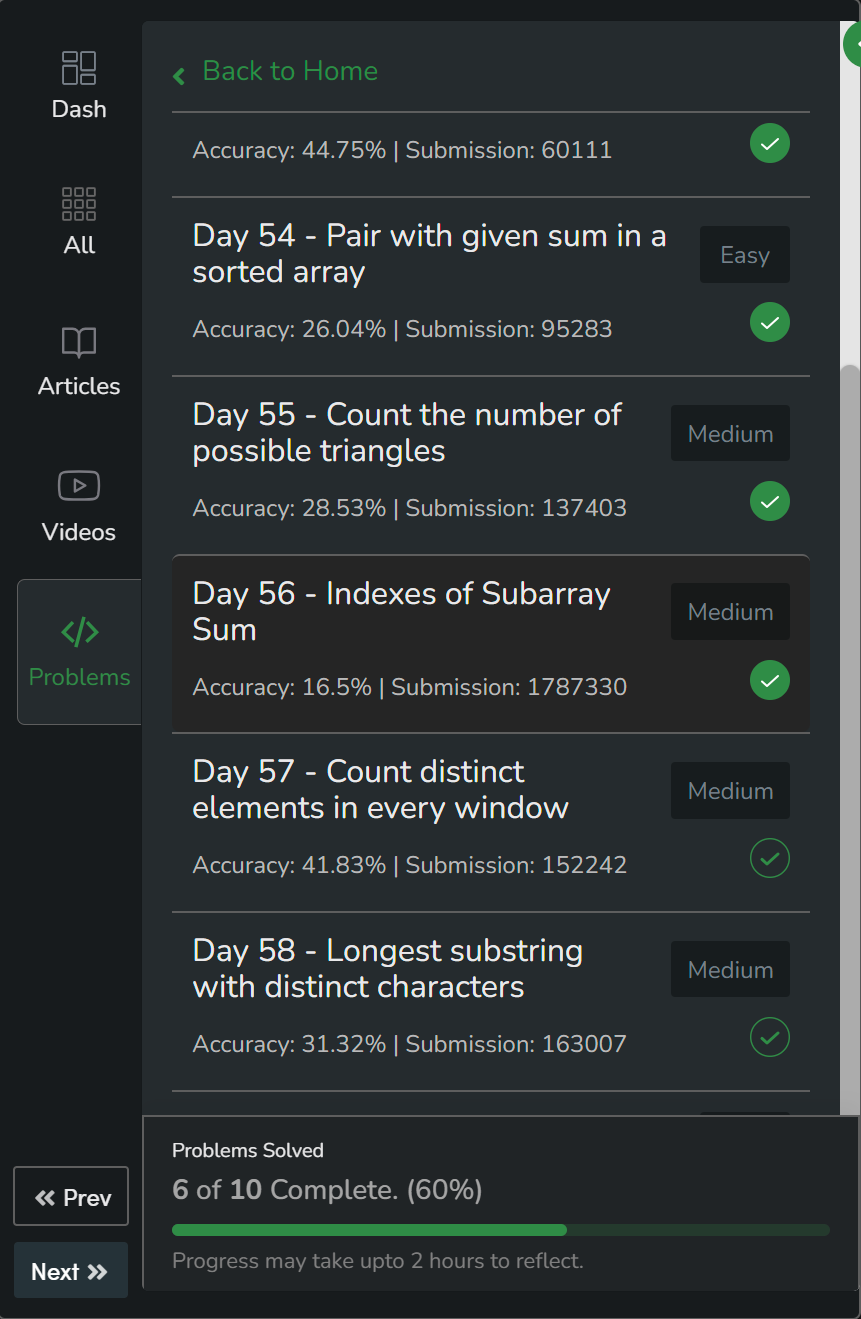 Dash
All
Articles
Videos
Problems
Prev
Next
Back to Home
Accuracy: 44.75% | Submission: 60111
Day 54 - Pair with given sum in a
sorted array
Easy
Accuracy: 26.04% | Submission: 95283
Day 55 - Count the number of
possible triangles
Medium
Accuracy: 28.53% | Submission: 137403
Day 56 - Indexes of Subarray
Sum
Medium
Accuracy: 16.5% | Submission: 1787330
Day 57 - Count distinct
elements in every window
Medium
Accuracy: 41.83% | Submission: 152242
Day 58 - Longest substring
with distinct characters
Medium
Accuracy: 31.32% | Submission: 163007
Problems Solved
6 of 10 Complete. (60%)
Progress may take upto 2 hours to reflect.